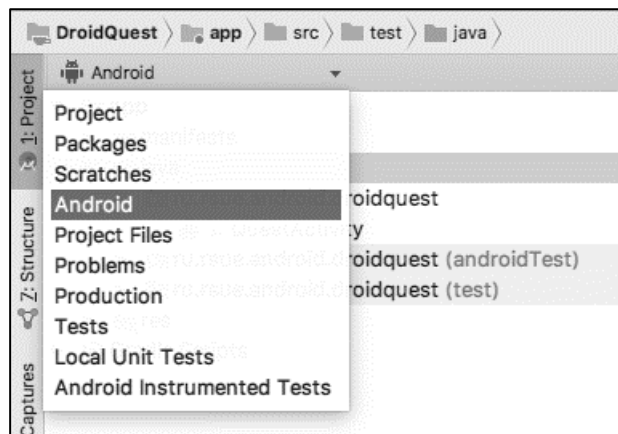 DroidQuest app src test java
Android
1: Project
Z: Structure
Captures
Project
Packages
Scratches
Android
Project Files
Problems
Production
Tests
Local Unit Tests
Android Instrumented Tests
roidquest
y
roidquest (androidTest)
roidquest (test)